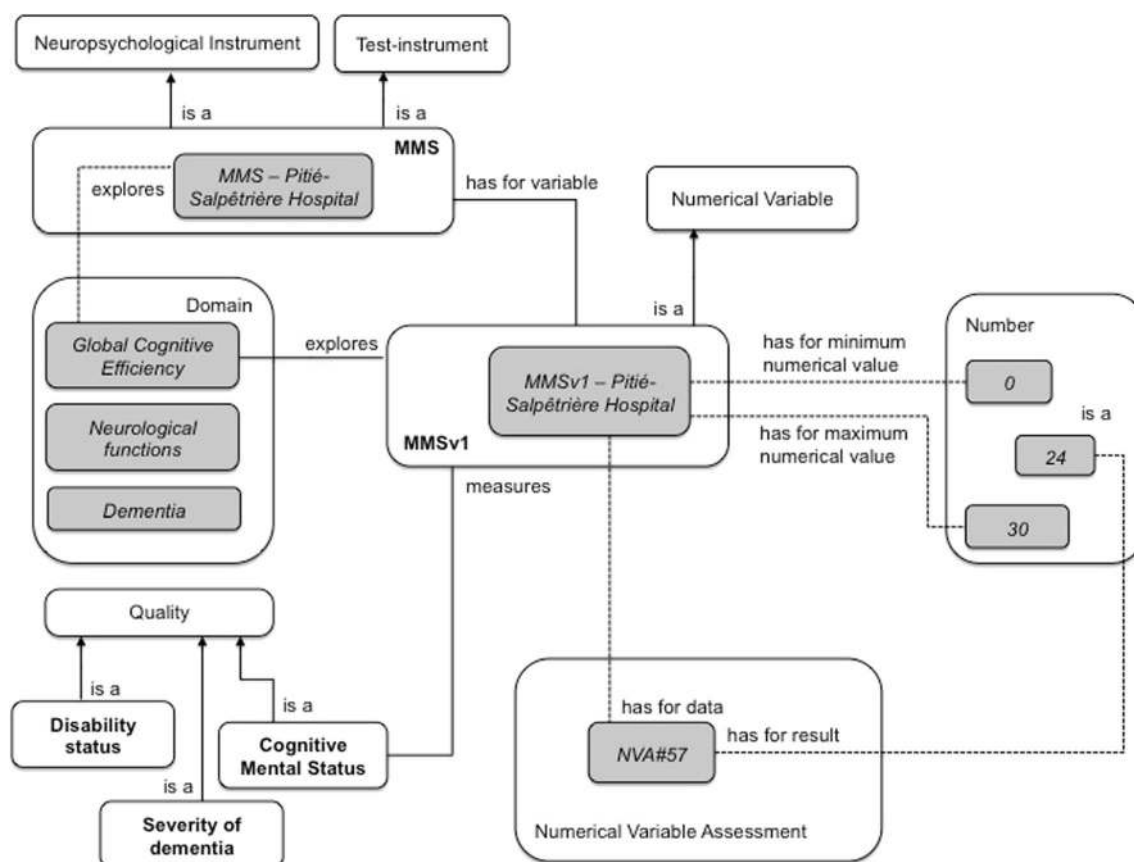 Neuropsychological Instrument
Test-instrument
is a
is a
MMS
MMS – Pitié-
Salpêtrière Hospital
explores
has for variable
Numerical Variable
Domain
is a
Number
Global Cognitive
Efficiency
explores
MMSv1 – Pitié-
Salpêtrière Hospital
has for minimum
numerical value
0
is a
Neurological
functions
MMSv1
has for maximum
numerical value
24
measures
Dementia
30
Quality
is a
is a
has for data
Disability
status
Cognitive
Mental Status
NVA#57
has for result
is a
Severity of
dementia
Numerical Variable Assessment